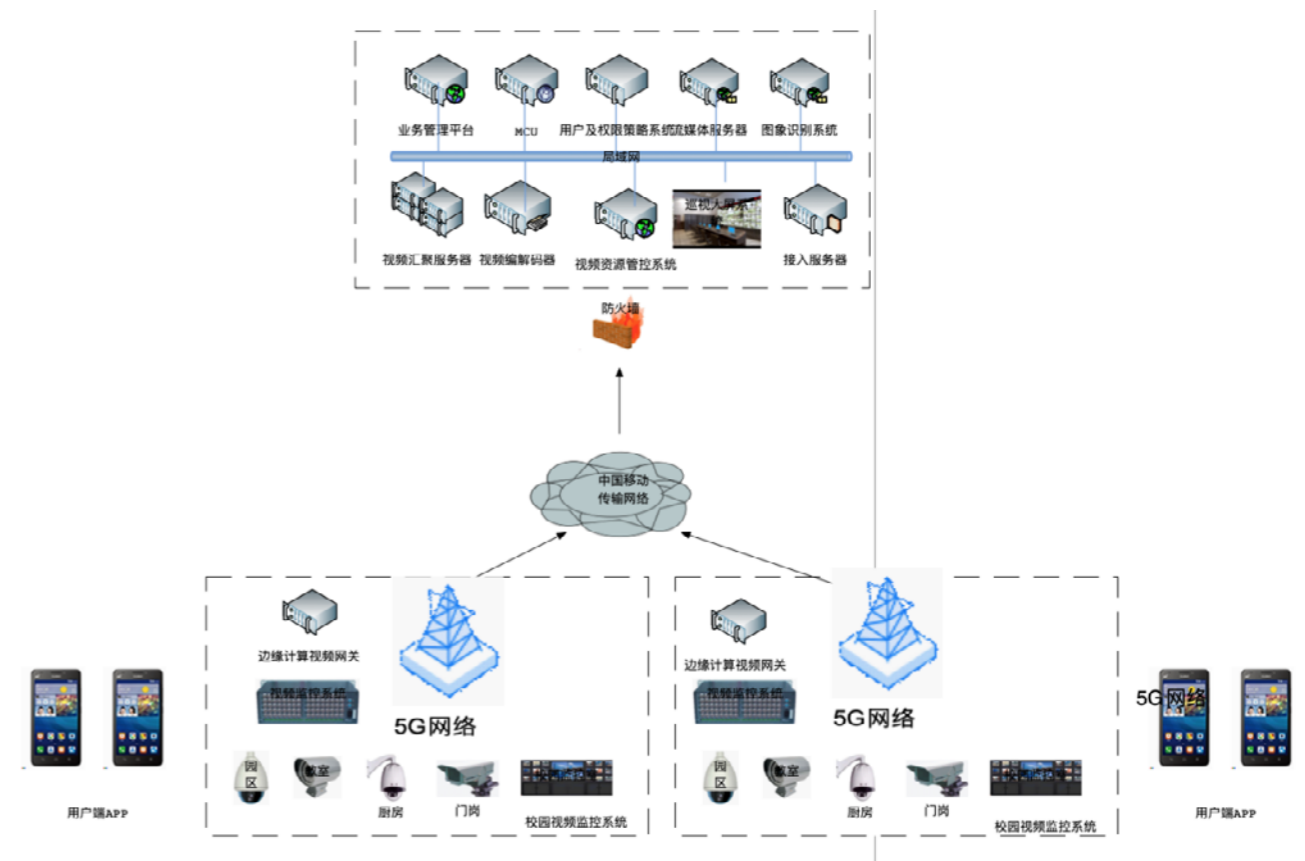 业务管理平台
MCU
用户及权限策略系统
流媒体服务器
图象识别系统
局域网
巡视大屏
视频汇聚服务器
视频编解码器
视频资源管控系统
接入服务器
防火墙
中国移动
传输网络
边缘计算视频网关
视频监控系统
5G网络
园
区
教室
厨房
门岗
校园视频监控系统
用户端APP
边缘计算视频网关
视频监控系统
5G网络
园
区
教室
厨房
门岗
校园视频监控系统
5G网络
用户端APP